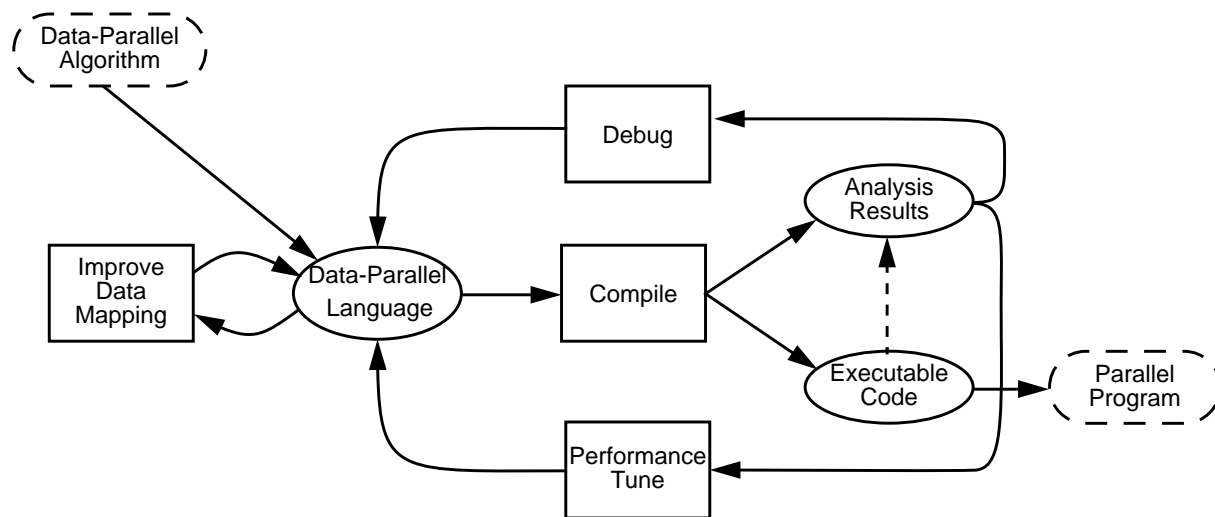 Data-Parallel
Algorithm
Debug
Analysis
Results
Improve
Data
Mapping
Data-Parallel
Language
Compile
Executable
Code
Parallel
Program
Performance
Tune